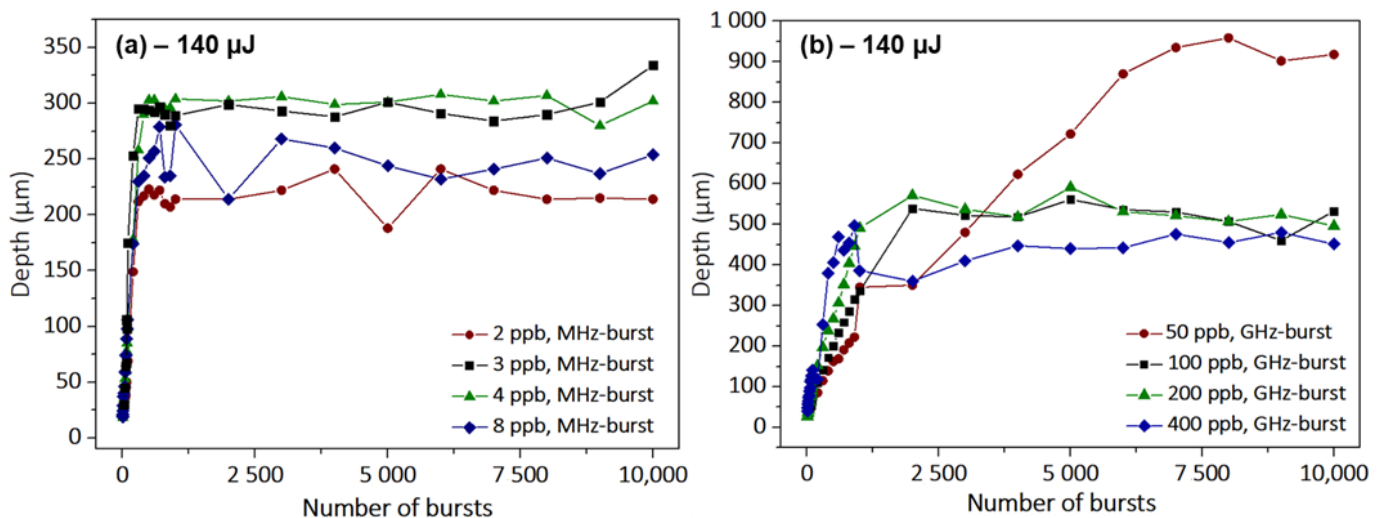 (a) – 140 µJ
Depth (µm)
350
300
250
200
150
100
50
0
2 ppb, MHz-burst
3 ppb, MHz-burst
4 ppb, MHz-burst
8 ppb, MHz-burst
0 2 500 5 000 7 500 10,000
Number of bursts
(b) – 140 µJ
Depth (µm)
1 000
900
800
700
600
500
400
300
200
100
0
50 ppb, GHz-burst
100 ppb, GHz-burst
200 ppb, GHz-burst
400 ppb, GHz-burst
0 2 500 5 000 7 500 10,000
Number of bursts